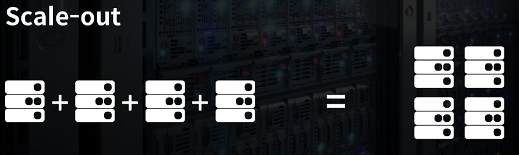 Scale-out
+ + + =